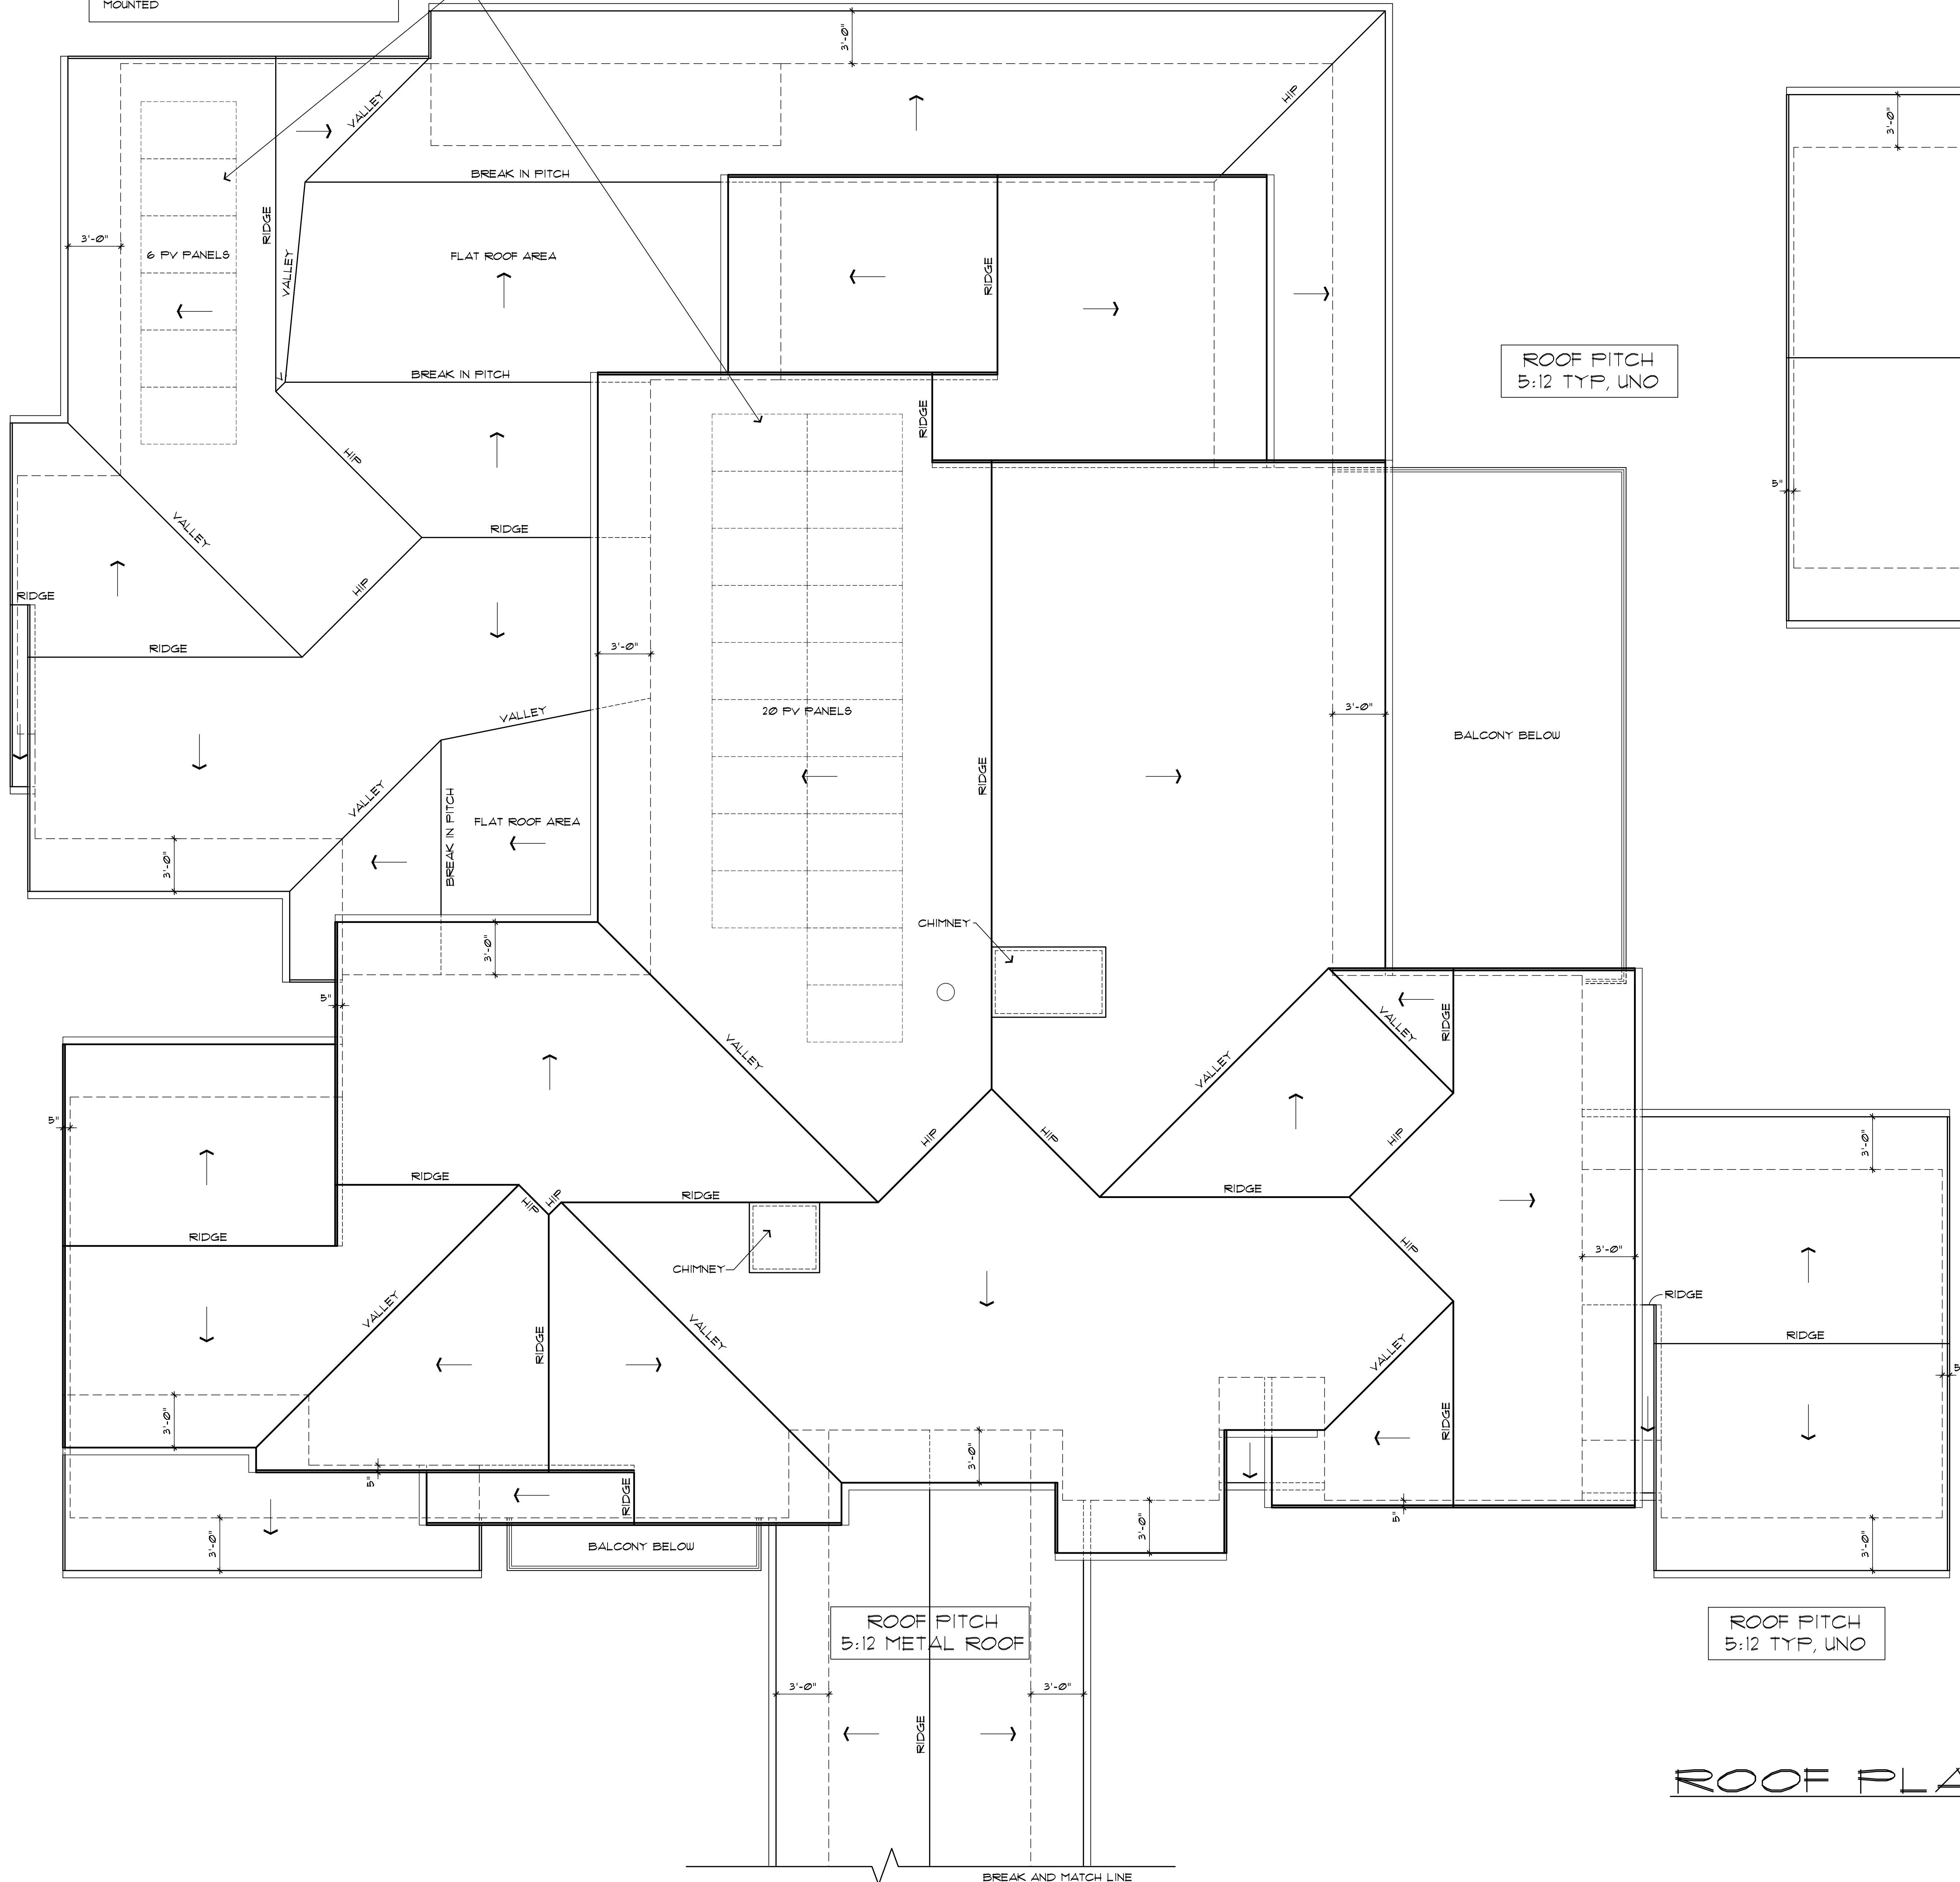 MOUNTED
3'-0"
3'-0"
VALLEY
HIP
BREAK IN PITCH
RIDGE
3'-0"
6 PV PANELS
VALLEY
FLAT ROOF AREA
RIDGE
ROOF PITCH
5:12 TYP, UNO
BREAK IN PITCH
RIDGE
HIP
5"
VALLEY
RIDGE
HIP
RIDGE
RIDGE
3'-0"
VALLEY
20 PV PANELS
3'-0"
BALCONY BELOW
RIDGE
VALLEY
BREAK IN PITCH
FLAT ROOF AREA
3'-0"
CHIMNEY
3'-0"
5"
VALLEY
RIDGE
VALLEY
VALLEY
5"
HIP
HIP
HIP
3'-0"
RIDGE
HIP
HIP
RIDGE
RIDGE
RIDGE
HIP
3'-0"
CHIMNEY
RIDGE
VALLEY
RIDGE
VALLEY
VALLEY
RIDGE
5"
3'-0"
RIDGE
3'-0"
5"
RIDGE
5"
3'-0"
3'-0"
3'-0"
BALCONY BELOW
ROOF PITCH
5:12 METAL ROOF
ROOF PITCH
5:12 TYP, UNO
3'-0"
3'-0"
RIDGE
ROOF PLA
BREAK AND MATCH LINE